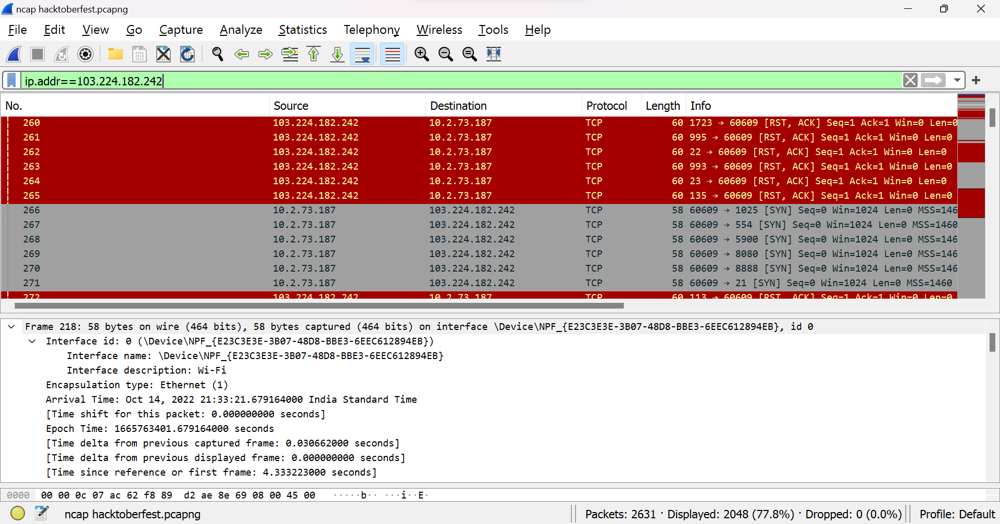 ncap hacktoberfest.pcapng
File Edit View Go Capture Analyze Statistics Telephony Wireless Tools Help
ip.addr==103.224.182.242
No. Source Destination Protocol Length Info
260 103.224.182.242 10.2.73.187 TCP 60 1723 → 60609 [RST, ACK] Seq=1 Ack=1 Win=0 Len=0
261 103.224.182.242 10.2.73.187 TCP 60 995 → 60609 [RST, ACK] Seq=1 Ack=1 Win=0 Len=0
262 103.224.182.242 10.2.73.187 TCP 60 22 → 60609 [RST, ACK] Seq=1 Ack=1 Win=0 Len=0
263 103.224.182.242 10.2.73.187 TCP 60 993 → 60609 [RST, ACK] Seq=1 Ack=1 Win=0 Len=0
264 103.224.182.242 10.2.73.187 TCP 60 23 → 60609 [RST, ACK] Seq=1 Ack=1 Win=0 Len=0
265 103.224.182.242 10.2.73.187 TCP 60 135 → 60609 [RST, ACK] Seq=1 Ack=1 Win=0 Len=0
266 10.2.73.187 103.224.182.242 TCP 58 60609 → 1025 [SYN] Seq=0 Win=1024 Len=0 MSS=146
267 10.2.73.187 103.224.182.242 TCP 58 60609 → 554 [SYN] Seq=0 Win=1024 Len=0 MSS=1460
268 10.2.73.187 103.224.182.242 TCP 58 60609 → 5900 [SYN] Seq=0 Win=1024 Len=0 MSS=146
269 10.2.73.187 103.224.182.242 TCP 58 60609 → 8080 [SYN] Seq=0 Win=1024 Len=0 MSS=146
270 10.2.73.187 103.224.182.242 TCP 58 60609 → 8888 [SYN] Seq=0 Win=1024 Len=0 MSS=146
271 10.2.73.187 103.224.182.242 TCP 58 60609 → 21 [SYN] Seq=0 Win=1024 Len=0 MSS=1460
272 103.224.182.242 10.2.73.187 TCP 60 113 → 60609 [RST, ACK] Seq=1 Ack=1 Win=0 Len=0
Frame 218: 58 bytes on wire (464 bits), 58 bytes captured (464 bits) on interface \Device\NPF_{E23C3E3E-3B07-48D8-BBE3-6EEC612894EB}, id 0
Interface id: 0 (\Device\NPF_{E23C3E3E-3B07-48D8-BBE3-6EEC612894EB})
Interface name: \Device\NPF_{E23C3E3E-3B07-48D8-BBE3-6EEC612894EB}
Interface description: Wi-Fi
Encapsulation type: Ethernet (1)
Arrival Time: Oct 14, 2022 21:33:21.679164000 India Standard Time
[Time shift for this packet: 0.000000000 seconds]
Epoch Time: 1665763401.679164000 seconds
[Time delta from previous captured frame: 0.030662000 seconds]
[Time delta from previous displayed frame: 0.000000000 seconds]
[Time since reference or first frame: 4.333223000 seconds]
0000 00 00 0c 07 ac 62 f8 89 d2 ae 8e 69 08 00 45 00 ·····b·· ···i··E·
ncap hacktoberfest.pcapng Packets: 2631 · Displayed: 2048 (77.8%) · Dropped: 0 (0.0%) Profile: Default